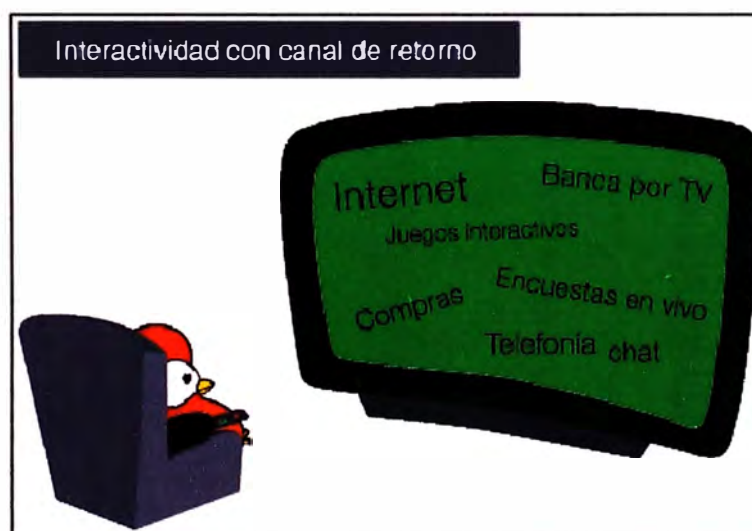 Interactividad con canal de retorno
Internet
Banca por TV
Juegos Interactivos
Compras
Encuestas en vivo
Telefonía chat